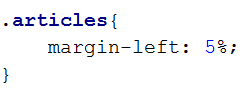 .articles{
    margin-left: 5%;
}